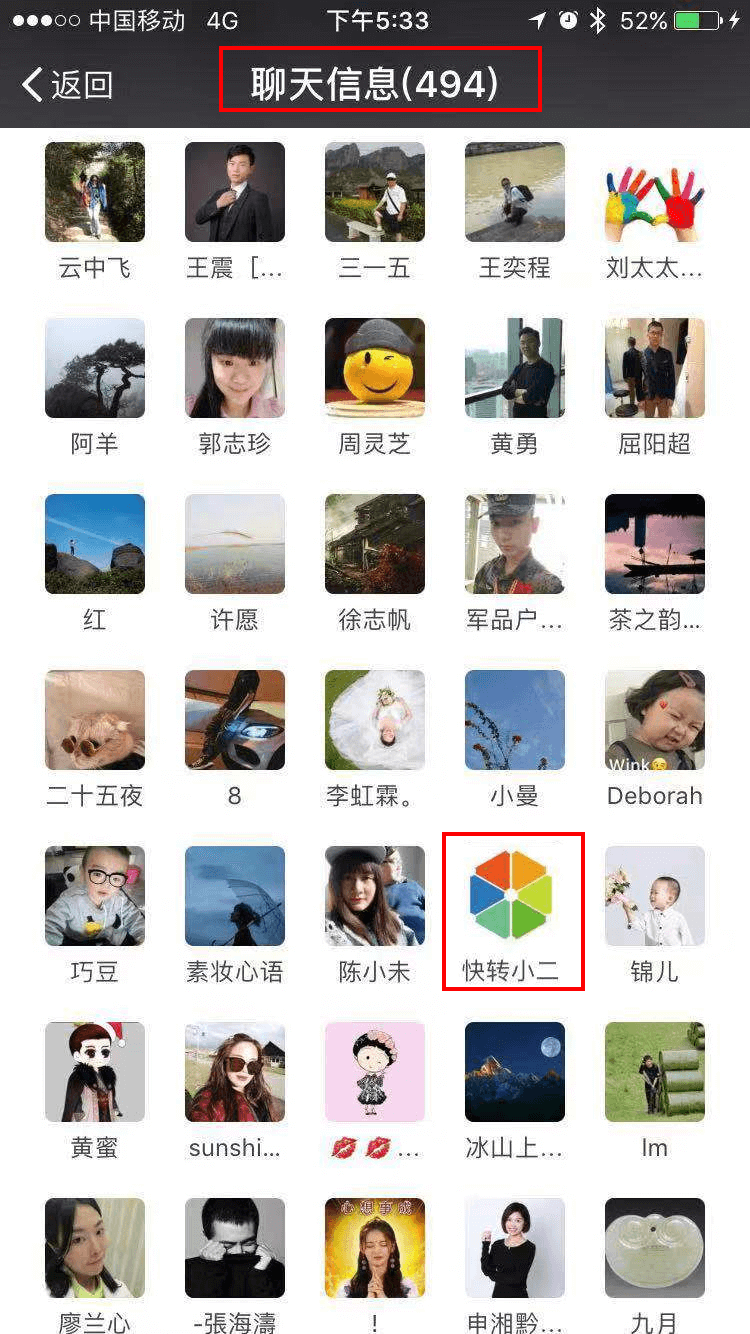 中国移动 4G 下午5:33 52%
返回 聊天信息(494)
云中飞 王震［... 三一五 王奕程 刘太太...
阿羊 郭志珍 周灵芝 黄勇 屈阳超
红 许愿 徐志帆 军品户... 茶之韵...
Wink
二十五夜 8 李虹霖。 小曼 Deborah
巧豆 素妆心语 陈小未 快转小二 锦儿
黄蜜 sunshi... 💋💋... 冰山上... lm
心想事成
廖兰心 -張海濤 ! 申湘黔... 九月